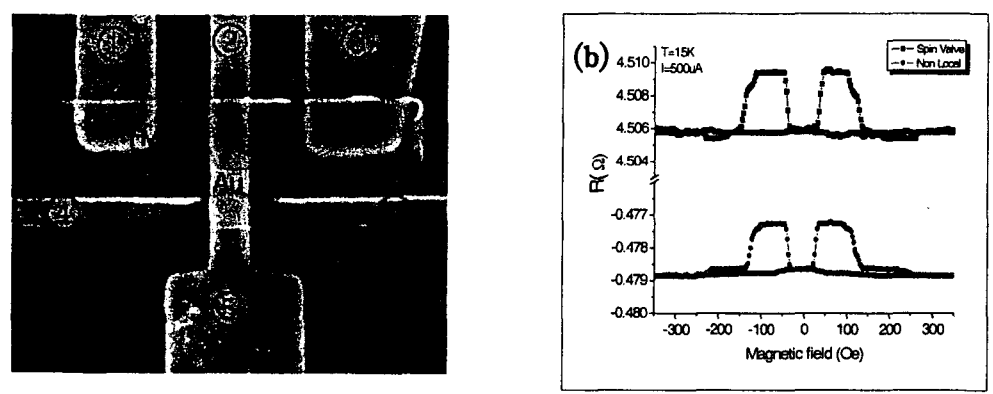 Au
(b)
T=15K
I=500uA
Spin Valve
Non Local
4.510
4.508
4.506
4.504
R(Ω)
-0.477
-0.478
-0.479
-0.480
-300 -200 -100 0 100 200 300
Magnetic field (Oe)